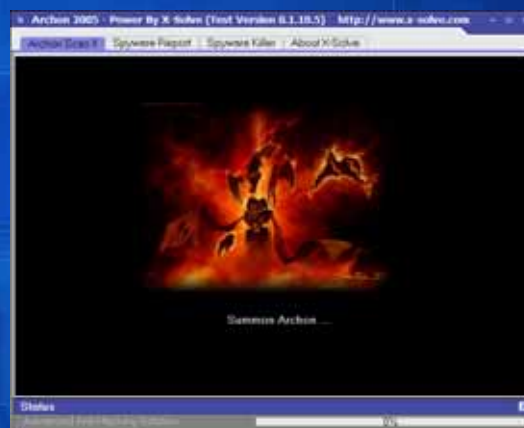 Archon 2005 - Power By X-Solve (Test Version 0.1.10.5) http://www.x-solve.com
Archon Scan X Spyware Report Spyware Killer About X-Solve
Summon Archon ...
Status
0%